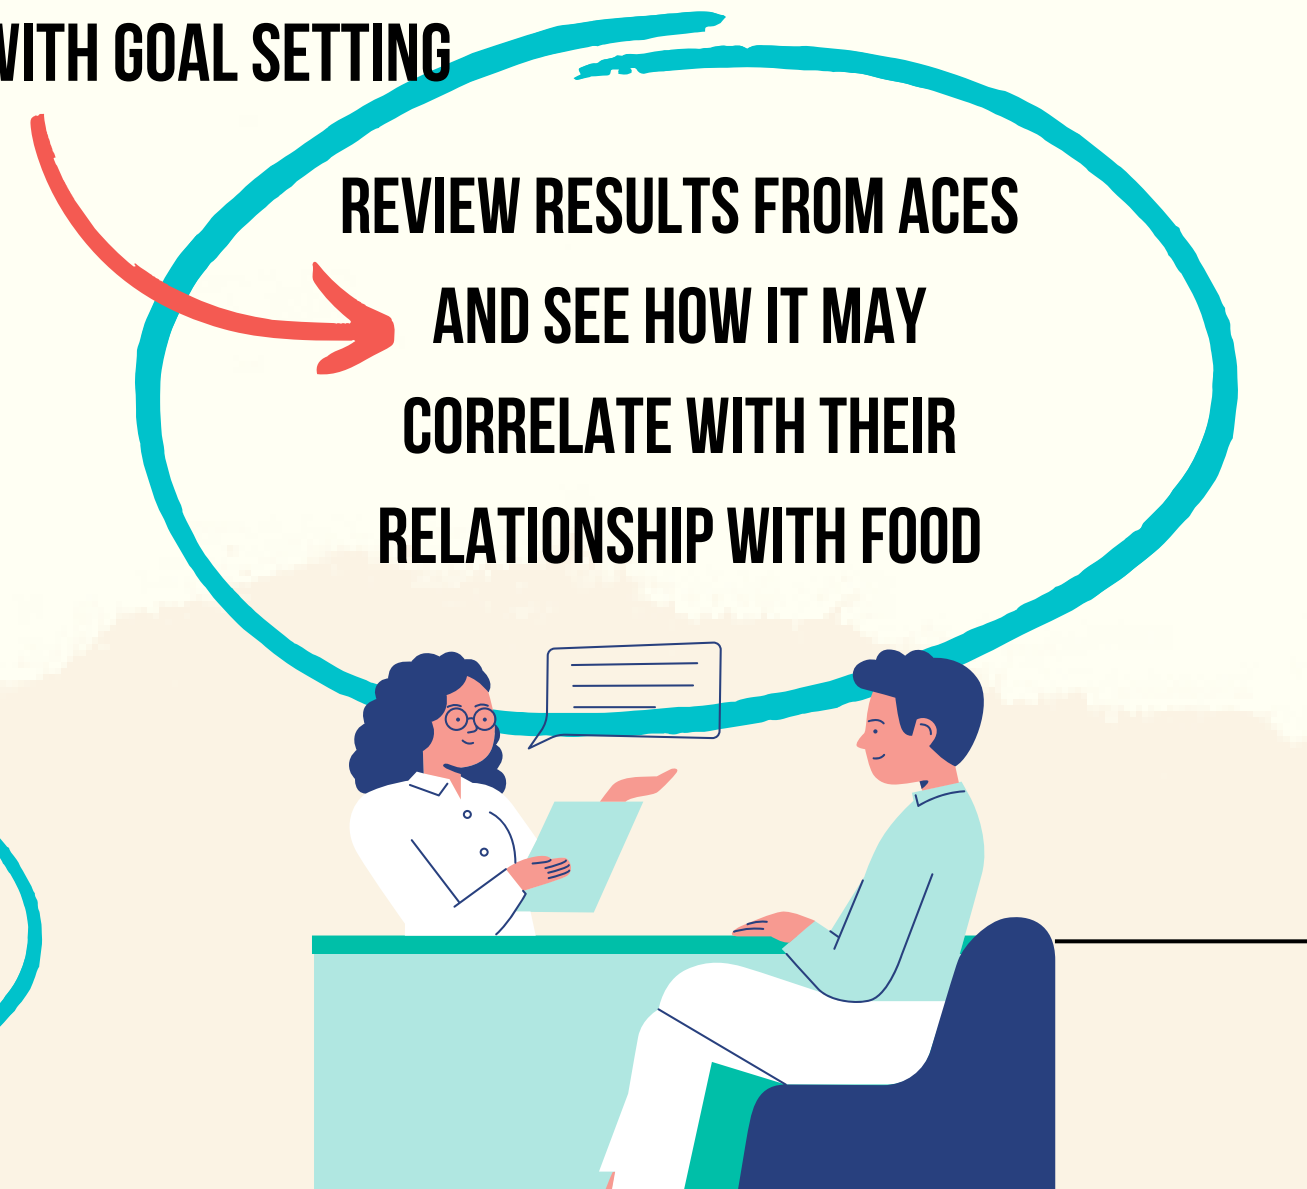 WITH GOAL SETTING
REVIEW RESULTS FROM ACES
AND SEE HOW IT MAY
CORRELATE WITH THEIR
RELATIONSHIP WITH FOOD